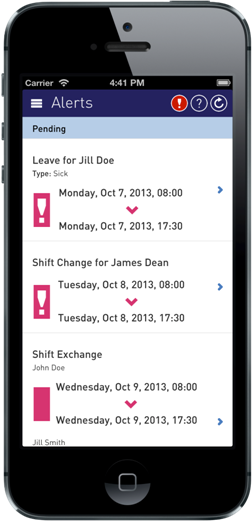 Carrier 4:41 PM
Alerts ! ?
Pending
Leave for Jill Doe
Type: Sick
Monday, Oct 7, 2013, 08:00
Monday, Oct 7, 2013, 17:30
Shift Change for James Dean
Tuesday, Oct 8, 2013, 08:00
Tuesday, Oct 8, 2013, 17:30
Shift Exchange
John Doe
Wednesday, Oct 9, 2013, 08:00
Wednesday, Oct 9, 2013, 17:30
Jill Smith